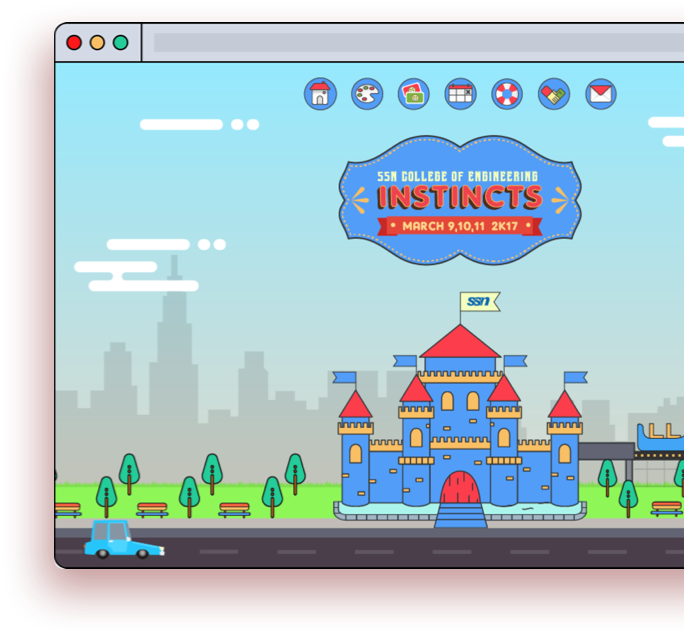 SSN COLLEGE OF ENGINEERING
INSTINCTS
MARCH 9,10,11 2K17
ssn